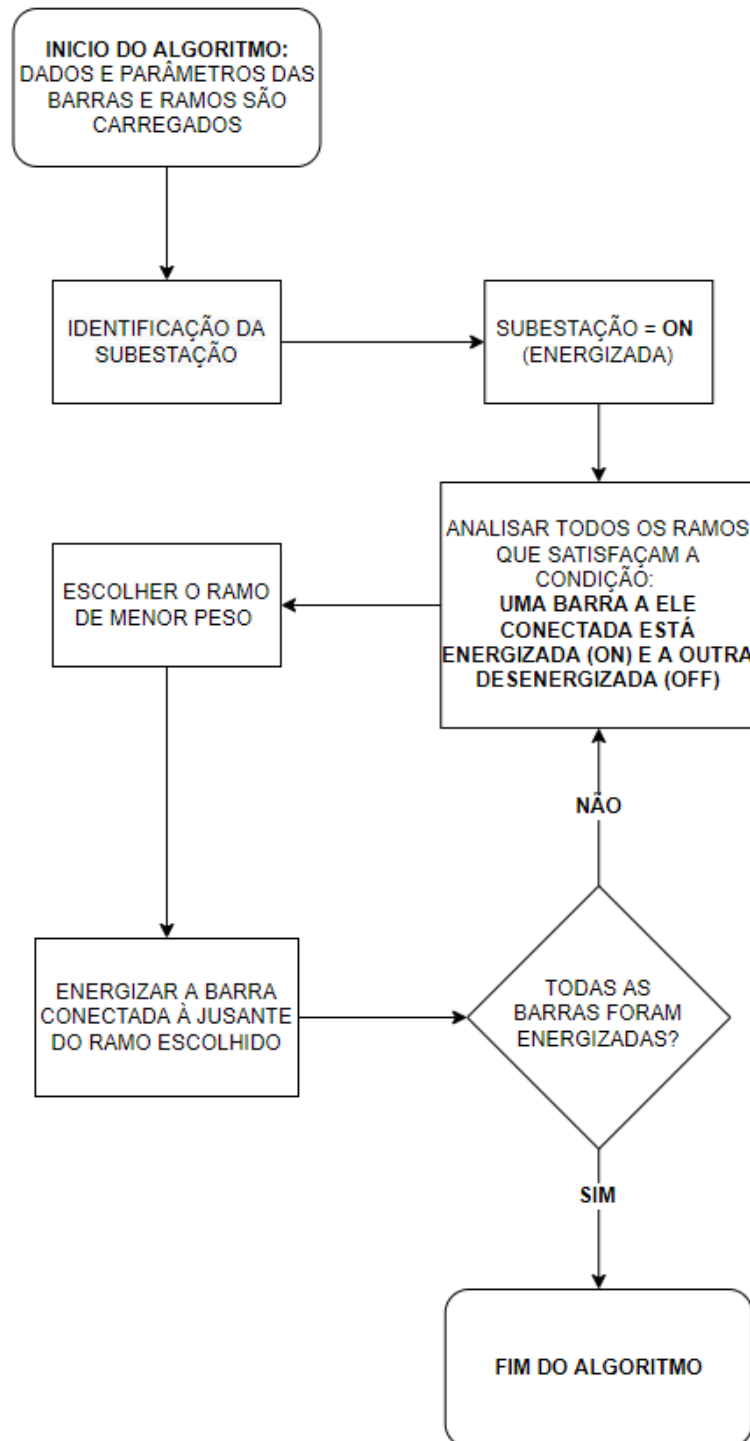 INICIO DO ALGORITMO:
DADOS E PARÂMETROS DAS
BARRAS E RAMOS SÃO
CARREGADOS
IDENTIFICAÇÃO DA
SUBESTAÇÃO
SUBESTAÇÃO = ON
(ENERGIZADA)
ANALISAR TODOS OS RAMOS
QUE SATISFAÇAM A
CONDIÇÃO:
UMA BARRA A ELE
CONECTADA ESTÁ
ENERGIZADA (ON) E A OUTRA
DESENERGIZADA (OFF)
ESCOLHER O RAMO
DE MENOR PESO
ENERGIZAR A BARRA
CONECTADA À JUSANTE
DO RAMO ESCOLHIDO
TODAS AS
BARRAS FORAM
ENERGIZADAS?
NÃO
SIM
FIM DO ALGORITMO